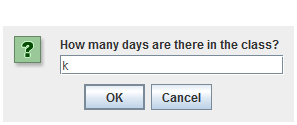 How many days are there in the class?
k
OK Cancel